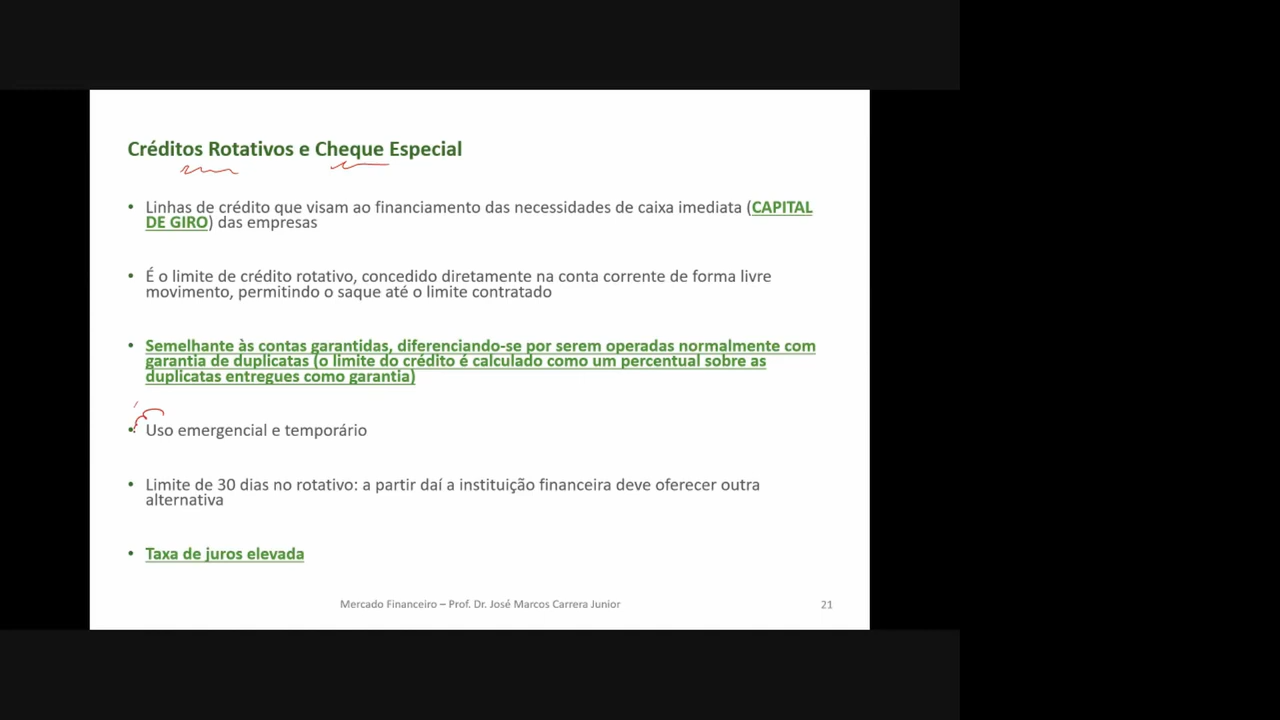 Créditos Rotativos e Cheque Especial
• Linhas de crédito que visam ao financiamento das necessidades de caixa imediata (CAPITAL
DE GIRO) das empresas
• É o limite de crédito rotativo, concedido diretamente na conta corrente de forma livre
movimento, permitindo o saque até o limite contratado
• Semelhante às contas garantidas, diferenciando-se por serem operadas normalmente com
garantia de duplicatas (o limite do crédito é calculado como um percentual sobre as
duplicatas entregues como garantia)
• Uso emergencial e temporário
• Limite de 30 dias no rotativo: a partir daí a instituição financeira deve oferecer outra
alternativa
• Taxa de juros elevada
Mercado Financeiro – Prof. Dr. José Marcos Carrera Junior
21